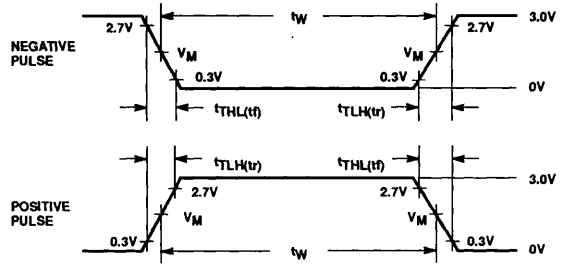 tW
3.0V
NEGATIVE
PULSE
2.7V
VM
VM
2.7V
0.3V
0.3V
0V
tTHL(tf)
tTLH(tr)
tTLH(tr)
tTHL(tf)
3.0V
2.7V
2.7V
POSITIVE
PULSE
VM
VM
0.3V
0.3V
tW
0V